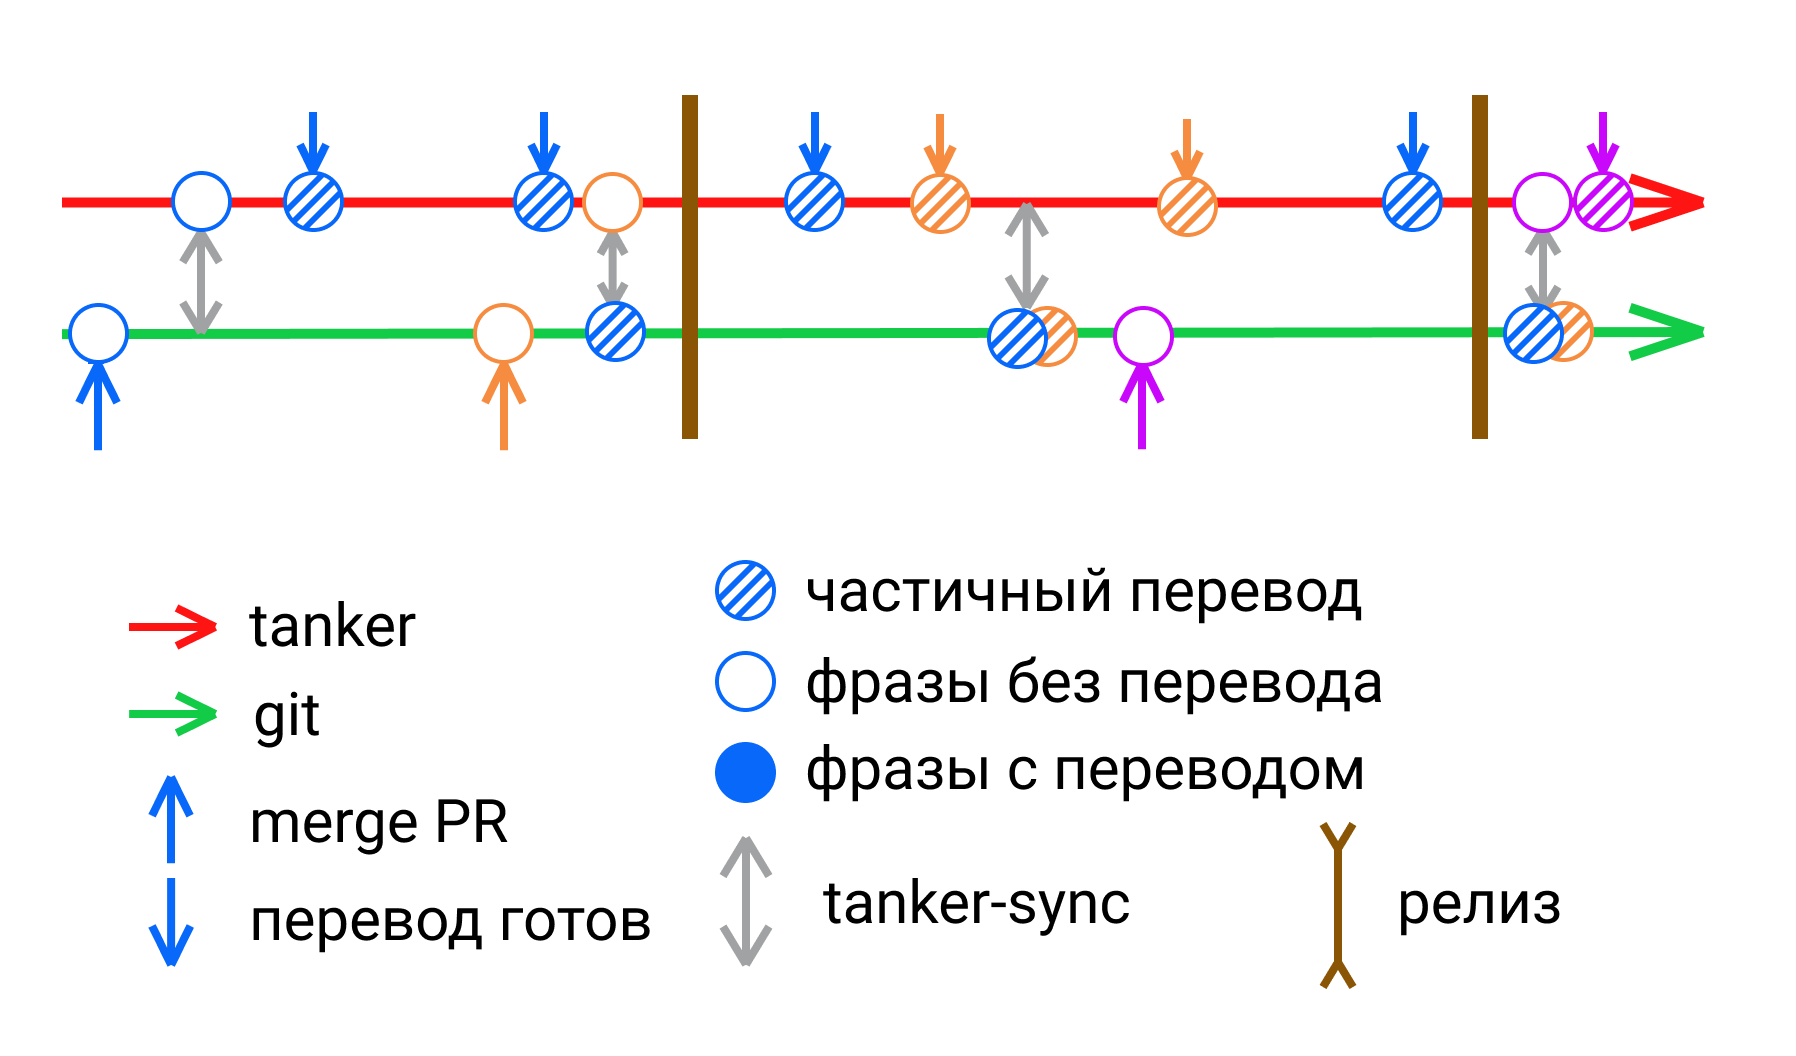 tanker
git
merge PR
перевод готов
частичный перевод
фразы без перевода
фразы с переводом
tanker-sync
релиз